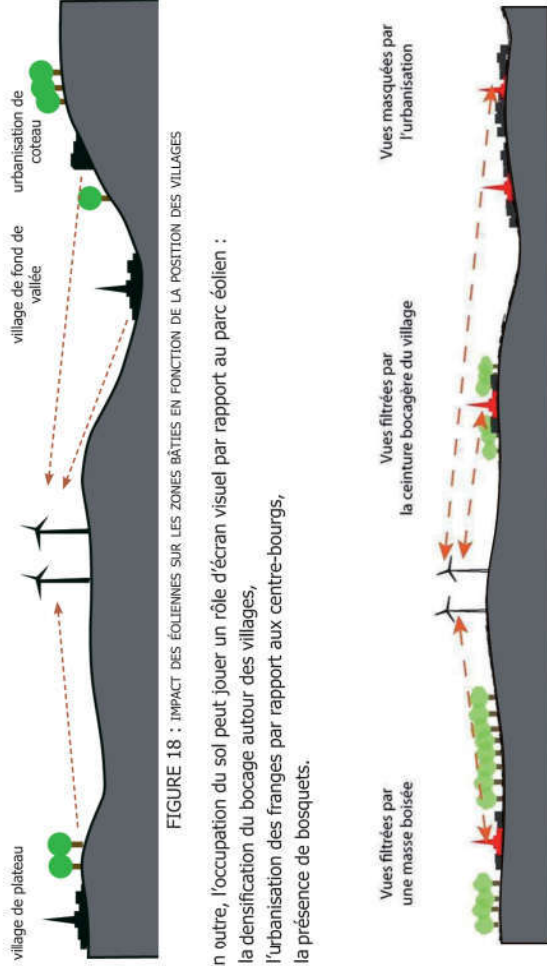 village de plateau
village de fond de
vallée
urbanisation de
coteau
FIGURE 18 : IMPACT DES ÉOLIENNES SUR LES ZONES BÂTIES EN FONCTION DE LA POSITION DES VILLAGES
n outre, l'occupation du sol peut jouer un rôle d'écran visuel par rapport au parc éolien :
la densification du bocage autour des villages,
l'urbanisation des franges par rapport aux centre-bourgs,
la présence de bosquets.
Vues filtrées par
une masse boisée
Vues filtrées par
la ceinture bocagère du village
Vues masquées par
l'urbanisation